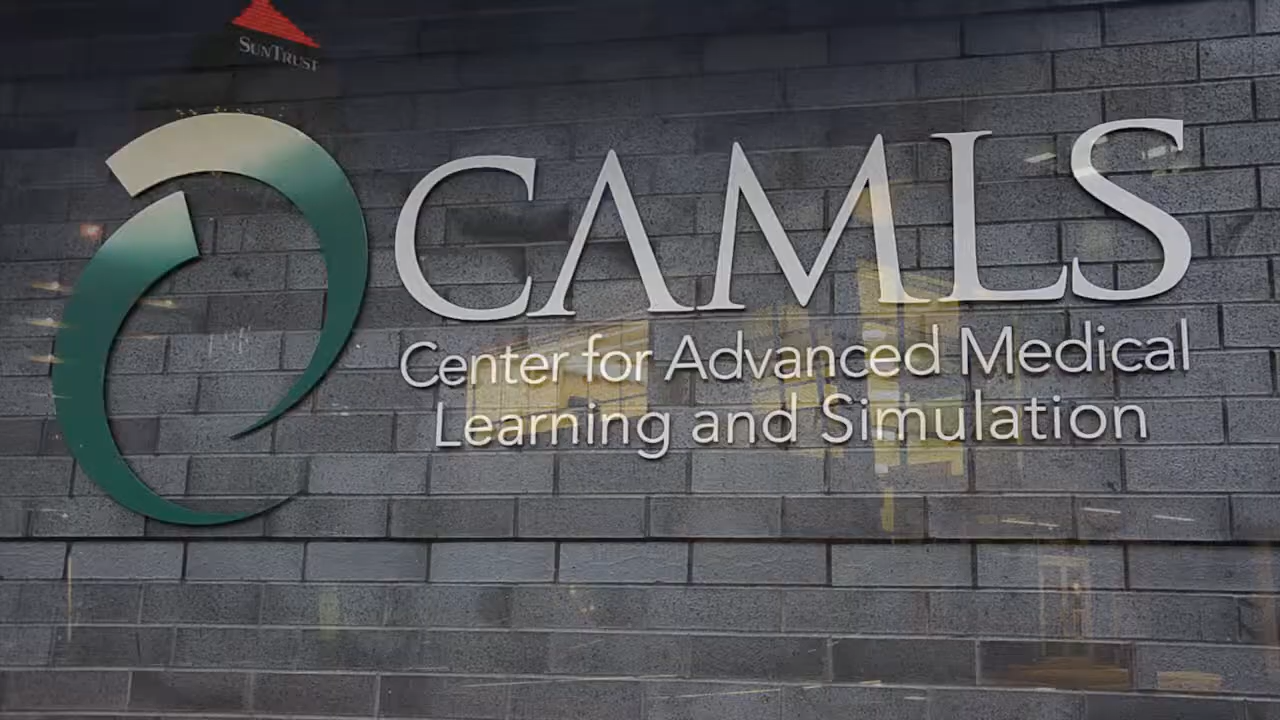 SUNTRUST
CAMLS
Center for Advanced Medical
Learning and Simulation